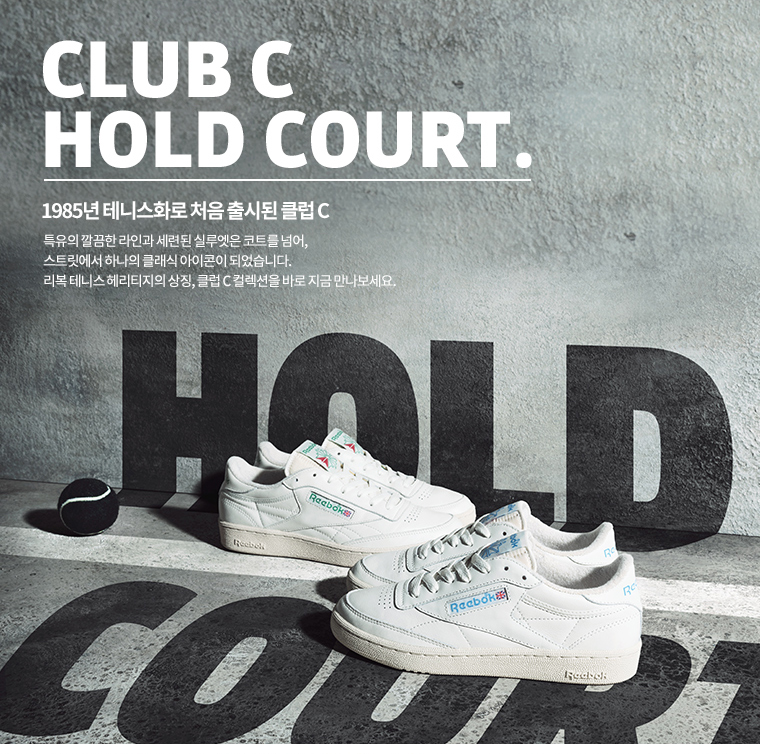 CLUB C
HOLD COURT.
1985년 테니스화로 처음 출시된 클럽 C
특유의 깔끔한 라인과 세련된 실루엣은 코트를 넘어,
스트릿에서 하나의 클래식 아이콘이 되었습니다.
리복 테니스 헤리티지의 상징, 클럽 C 컬렉션을 바로 지금 만나보세요.
HOLD
Reebok
Reebok
Reebok
Reebok
COURT